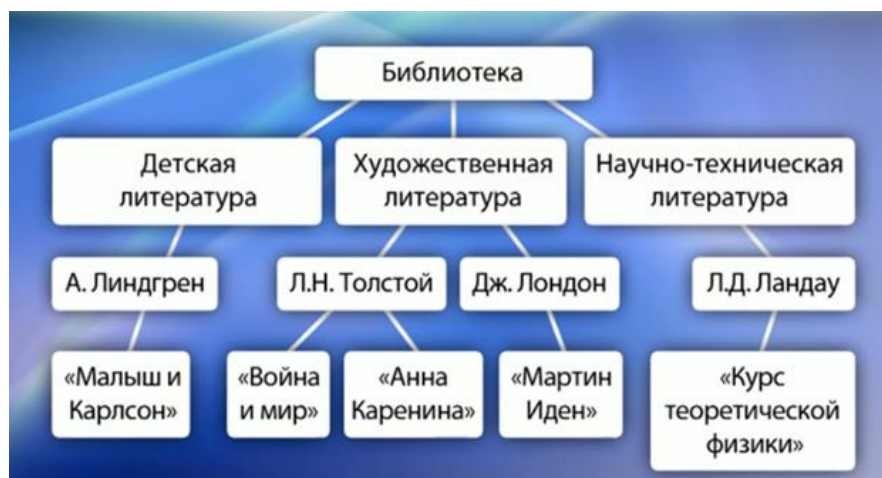 Библиотека
Детская
литература
Художественная
литература
Научно-техническая
литература
А. Линдгрен
Л.Н. Толстой
Дж. Лондон
Л.Д. Ландау
«Малыш и
Карлсон»
«Война
и мир»
«Анна
Каренина»
«Мартин
Иден»
«Курс
теоретической
физики»